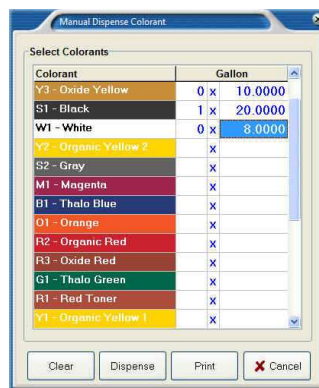 Manual Dispense Colorant
Select Colorants
Colorant Gallon
Y3 - Oxide Yellow 0 x 10.0000
S1 - Black 1 x 20.0000
W1 - White 0 x 8.0000
Y2 - Organic Yellow 2 x
S2 - Gray x
M1 - Magenta x
B1 - Thalo Blue x
O1 - Orange x
R2 - Organic Red x
R3 - Oxide Red x
G1 - Thalo Green x
R1 - Red Toner x
Y1 - Organic Yellow 1 x
Clear Dispense Print Cancel